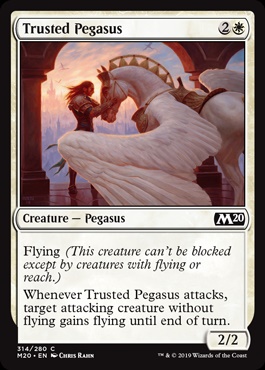 Trusted Pegasus 2
Creature — Pegasus M20
Flying (This creature can't be blocked
except by creatures with flying or
reach.)
Whenever Trusted Pegasus attacks,
target attacking creature without
flying gains flying until end of turn.
2/2
314/280 C
M20 • EN Chris Rahn ™ & © 2019 Wizards of the Coast